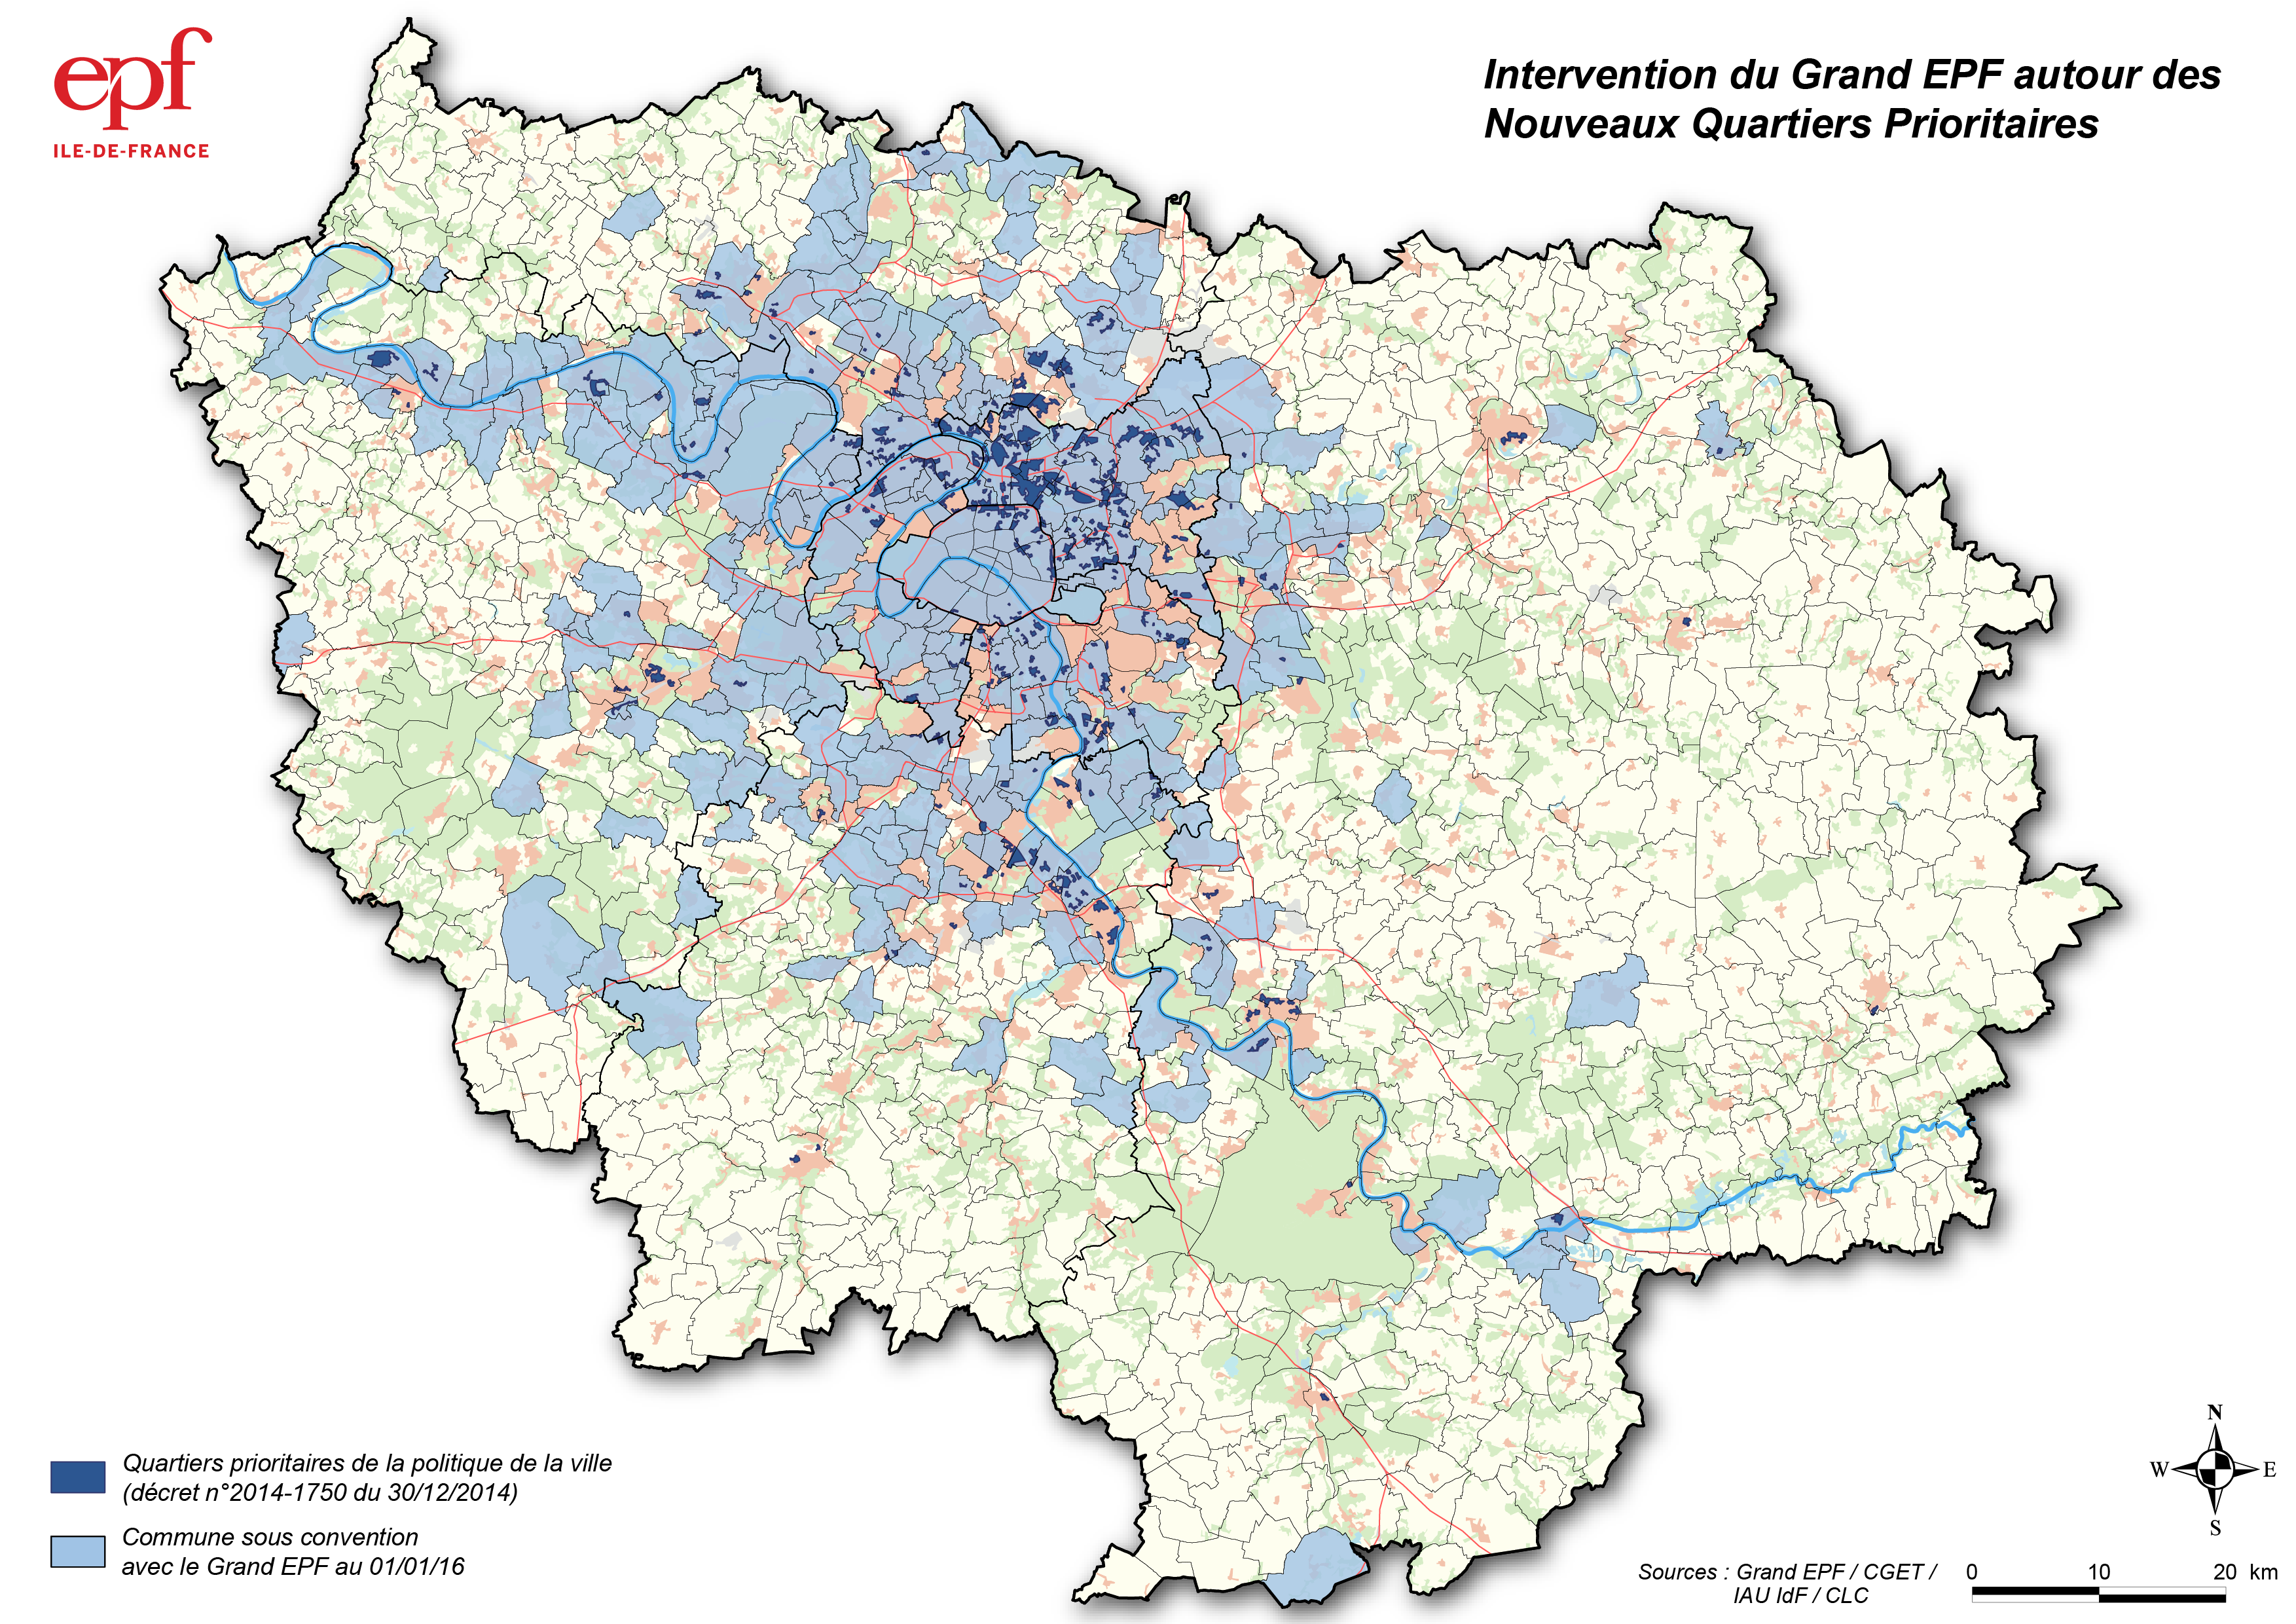 epf
ILE-DE-FRANCE
Intervention du Grand EPF autour des
Nouveaux Quartiers Prioritaires
Quartiers prioritaires de la politique de la ville
(décret n°2014-1750 du 30/12/2014)
Commune sous convention
avec le Grand EPF au 01/01/16
N
W E
S
Sources : Grand EPF / CGET /
IAU IdF / CLC
0 10 20 km